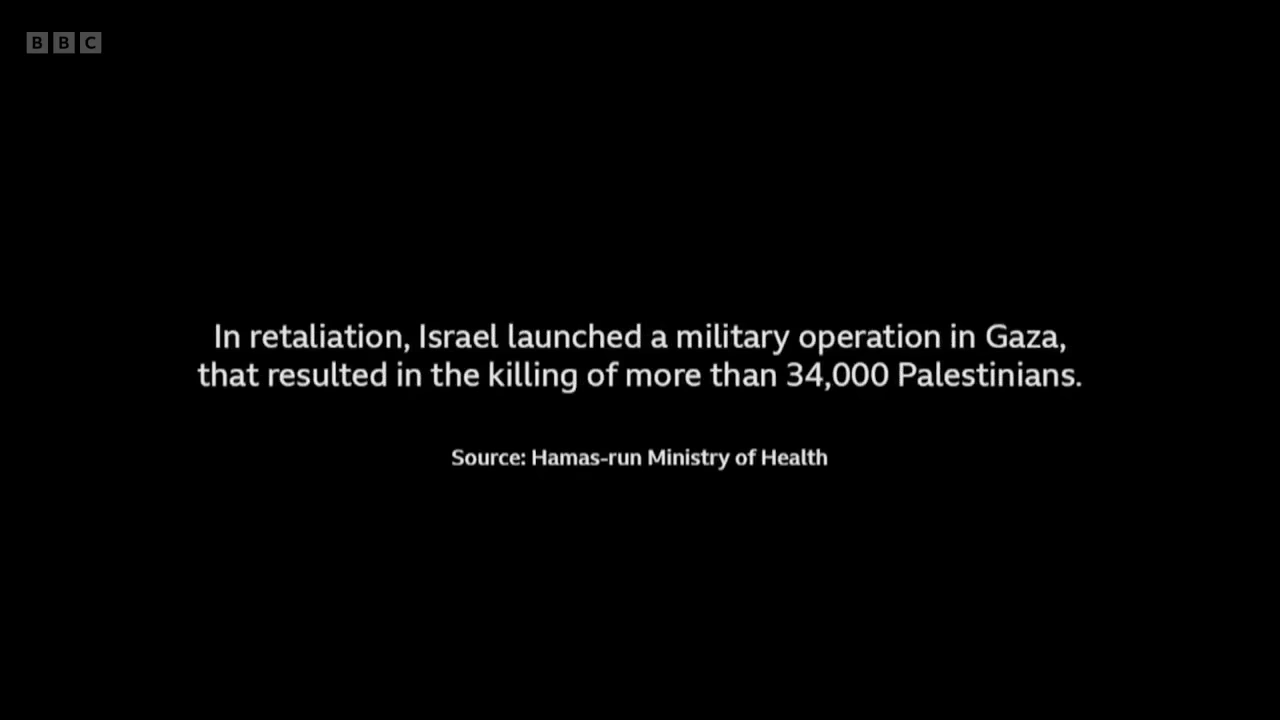 BBC
In retaliation, Israel launched a military operation in Gaza,
that resulted in the killing of more than 34,000 Palestinians.
Source: Hamas-run Ministry of Health